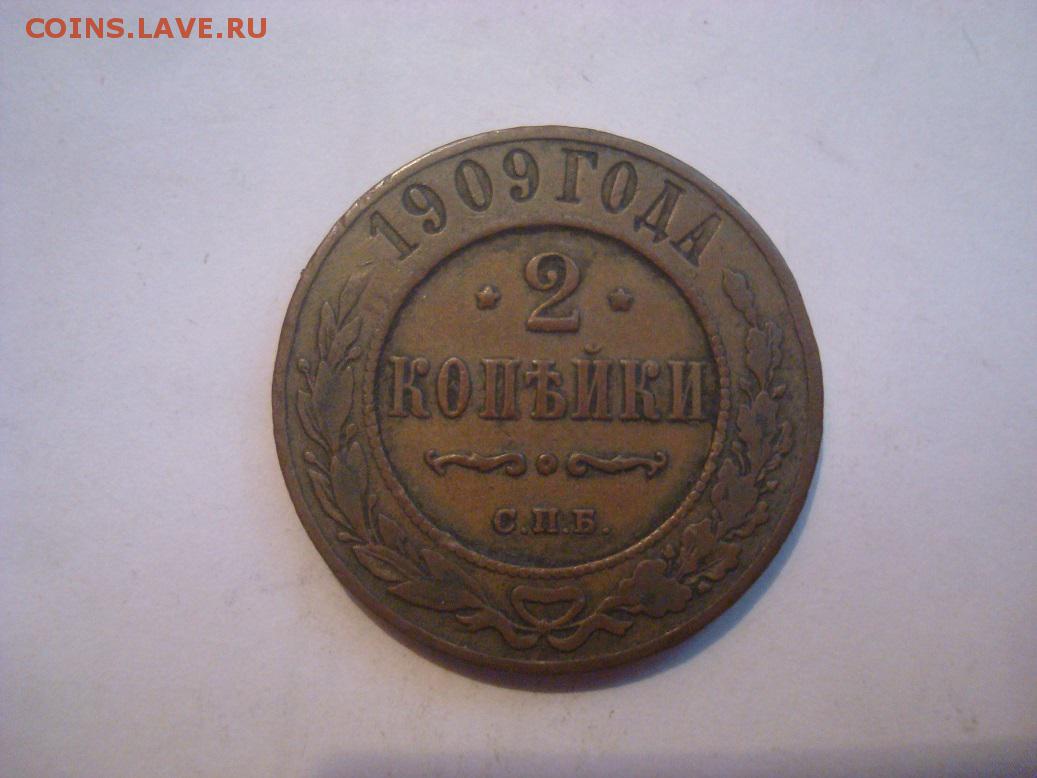 COINS.LAVE.RU
1909 ГОДА
2
КОПѢЙКИ
С.П.Б.